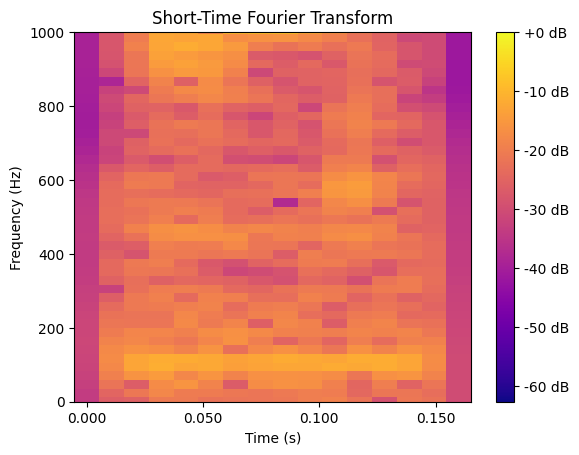 Short-Time Fourier Transform
1000
800
600
400
200
0
Frequency (Hz)
0.000
0.050
0.100
0.150
Time (s)
+0 dB
-10 dB
-20 dB
-30 dB
-40 dB
-50 dB
-60 dB